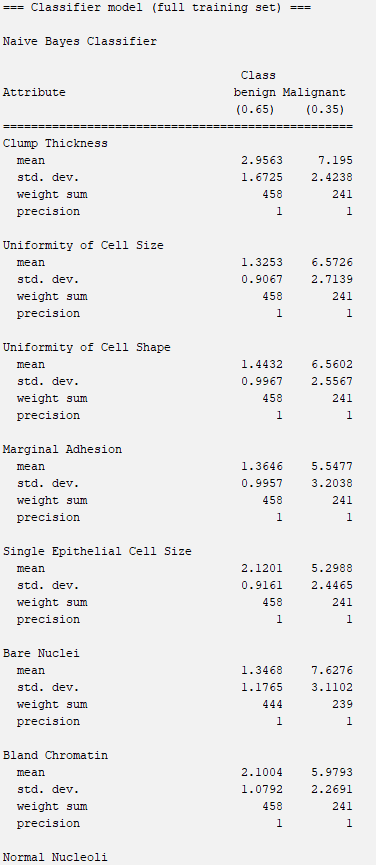 === Classifier model (full training set) ===
Naive Bayes Classifier
Class
Attribute benign Malignant
(0.65) (0.35)
==================================================
Clump Thickness
mean 2.9563 7.195
std. dev. 1.6725 2.4238
weight sum 458 241
precision 1 1
Uniformity of Cell Size
mean 1.3253 6.5726
std. dev. 0.9067 2.7139
weight sum 458 241
precision 1 1
Uniformity of Cell Shape
mean 1.4432 6.5602
std. dev. 0.9967 2.5567
weight sum 458 241
precision 1 1
Marginal Adhesion
mean 1.3646 5.5477
std. dev. 0.9957 3.2038
weight sum 458 241
precision 1 1
Single Epithelial Cell Size
mean 2.1201 5.2988
std. dev. 0.9161 2.4465
weight sum 458 241
precision 1 1
Bare Nuclei
mean 1.3468 7.6276
std. dev. 1.1765 3.1102
weight sum 444 239
precision 1 1
Bland Chromatin
mean 2.1004 5.9793
std. dev. 1.0792 2.2691
weight sum 458 241
precision 1 1
Normal Nucleoli